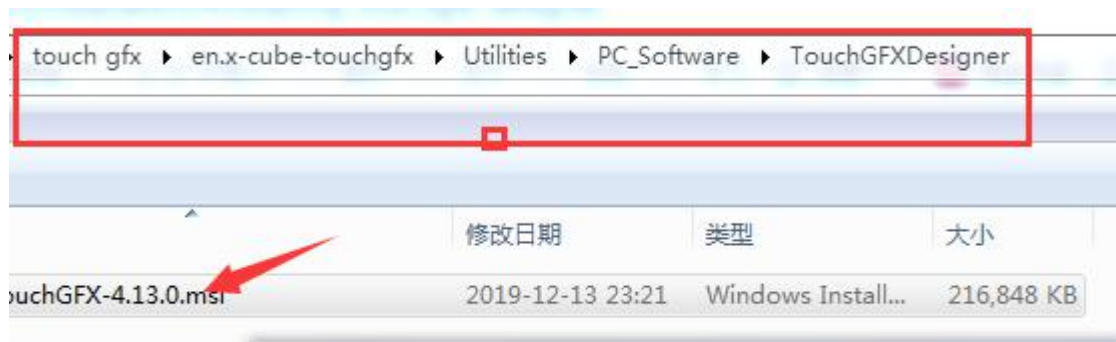 touch gfx ▸ en.x-cube-touchgfx ▸ Utilities ▸ PC_Software ▸ TouchGFXDesigner
修改日期 类型 大小
ouchGFX-4.13.0.msi 2019-12-13 23:21 Windows Install... 216,848 KB